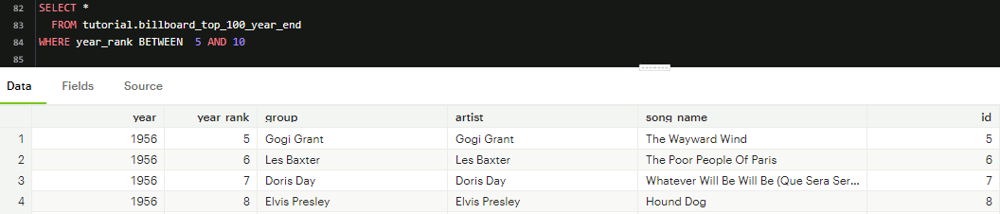 82 SELECT *
83 FROM tutorial.billboard_top_100_year_end
84 WHERE year_rank BETWEEN 5 AND 10
85
Data Fields Source
year year_rank group artist song_name id
1 1956 5 Gogi Grant Gogi Grant The Wayward Wind 5
2 1956 6 Les Baxter Les Baxter The Poor People Of Paris 6
3 1956 7 Doris Day Doris Day Whatever Will Be Will Be (Que Sera Ser... 7
4 1956 8 Elvis Presley Elvis Presley Hound Dog 8